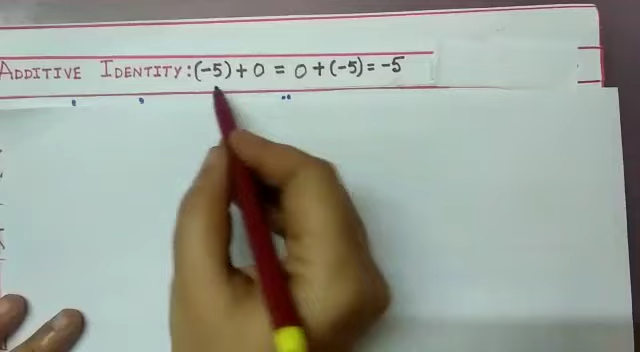 ADDITIVE IDENTITY: (-5) + 0 = 0 + (-5) = -5